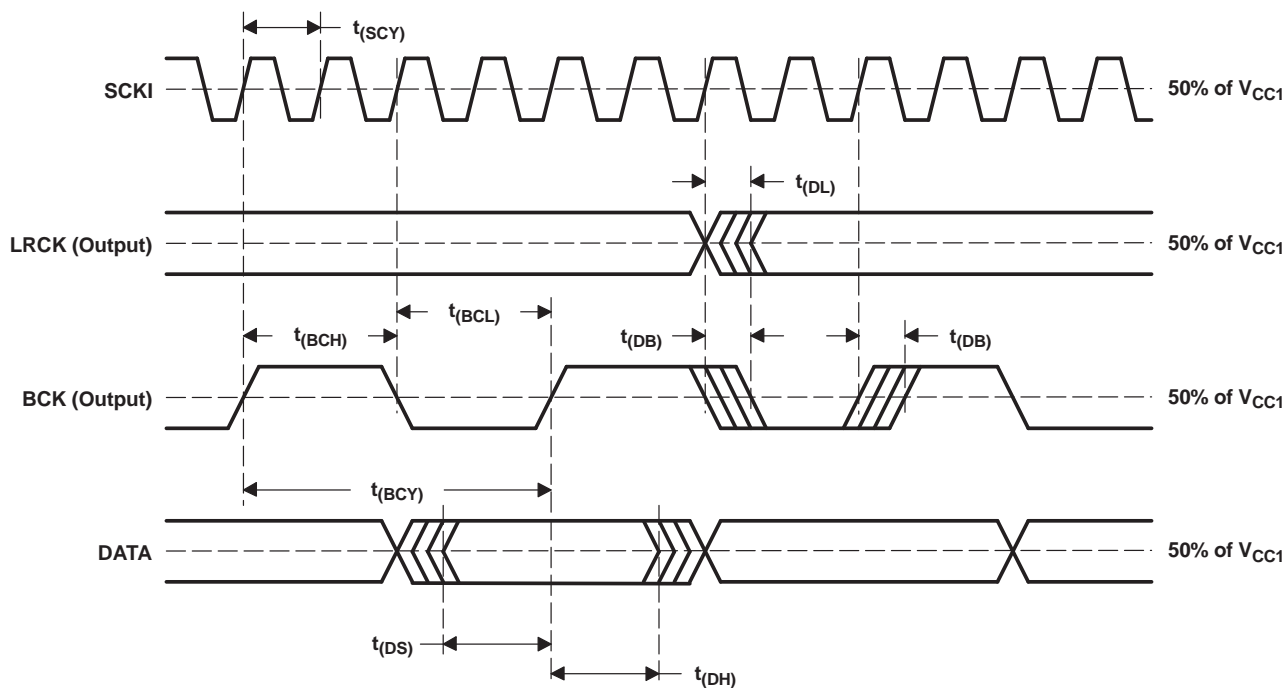 t(SCY)
SCKI
50% of VCC1
t(DL)
LRCK (Output)
50% of VCC1
t(BCL)
t(BCH)
t(DB)
t(DB)
BCK (Output)
50% of VCC1
t(BCY)
DATA
50% of VCC1
t(DS)
t(DH)